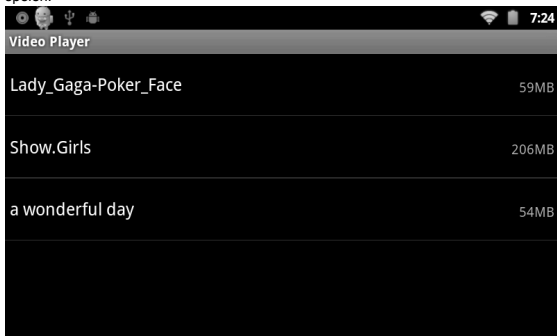 7:24
Video Player
Lady_Gaga-Poker_Face
59MB
Show.Girls
206MB
a wonderful day
54MB